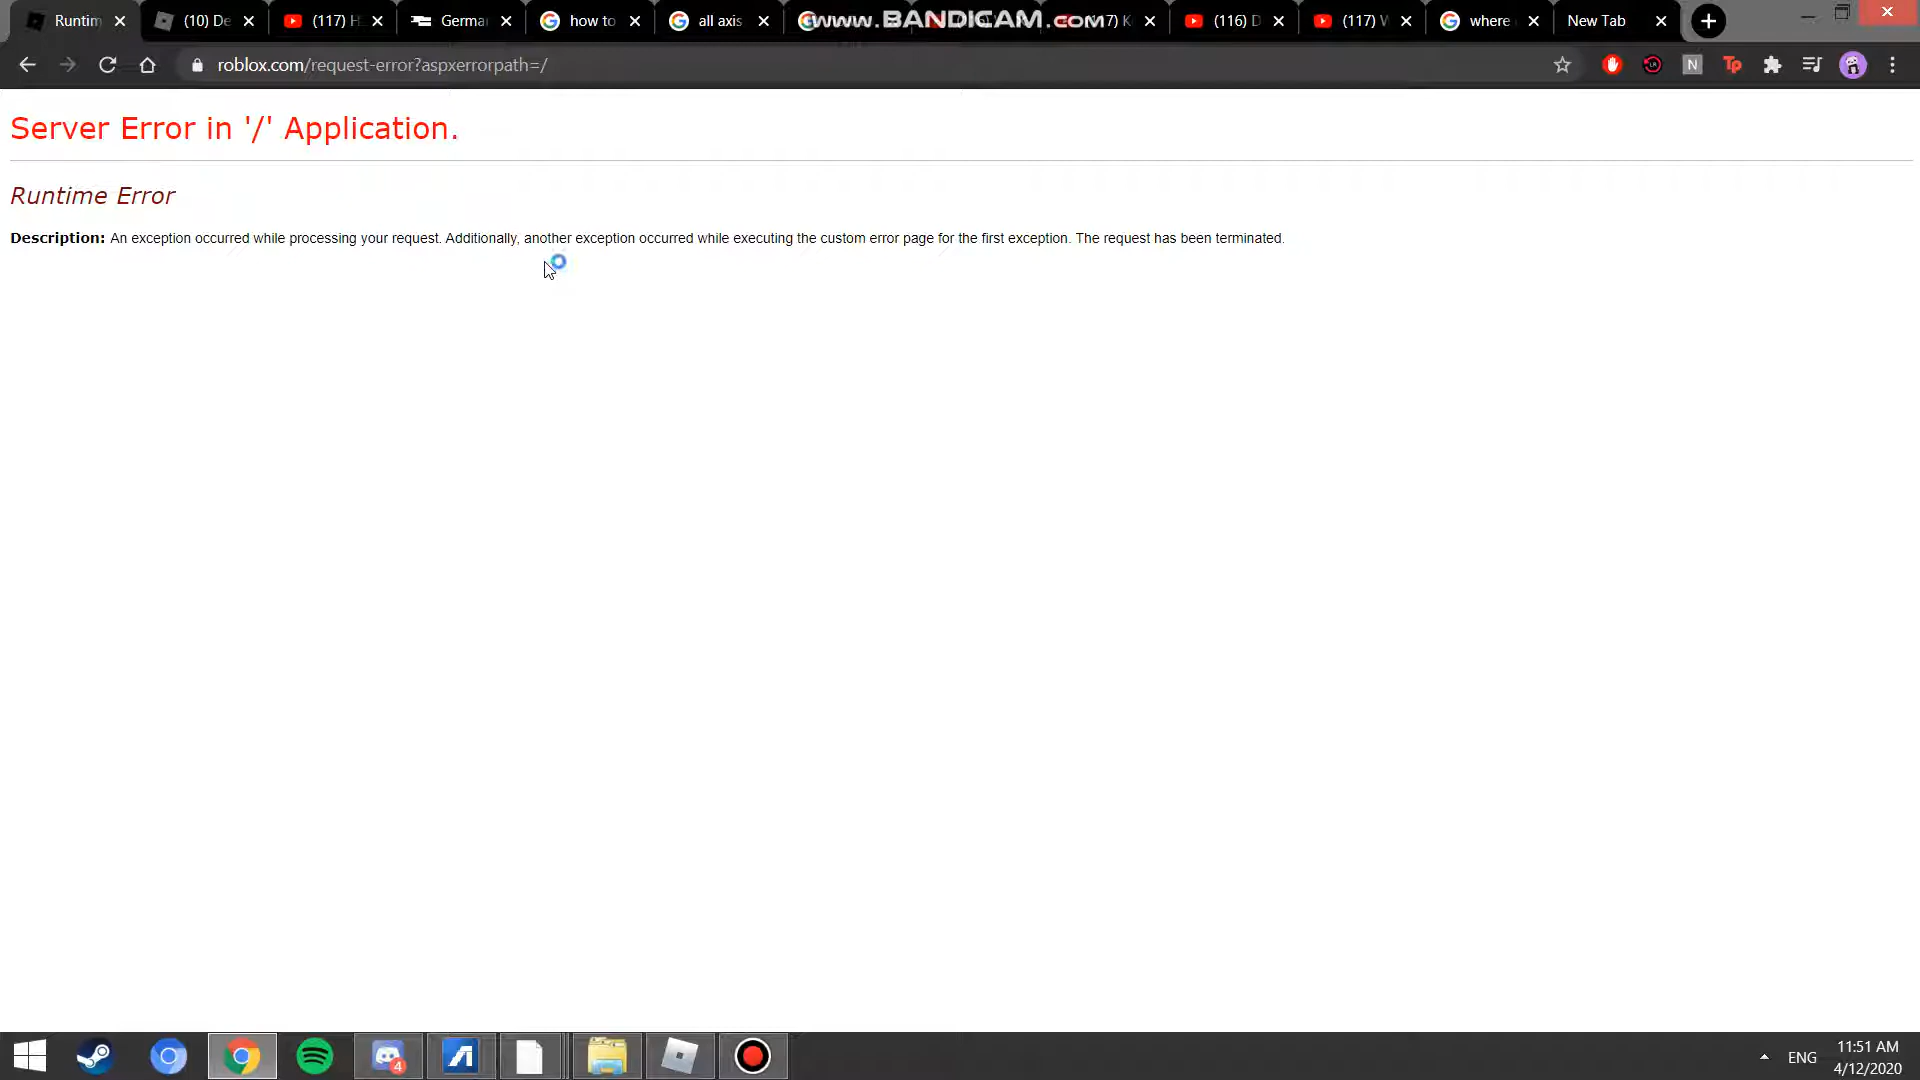 Runtim
(10) De
(117) H
Germa
how to
all axis
www.BANDICAM.com
7) K
(116) D
(117) V
where
New Tab
roblox.com/request-error?aspxerrorpath=/
N
Tp
Server Error in '/' Application.
Runtime Error
Description: An exception occurred while processing your request. Additionally, another exception occurred while executing the custom error page for the first exception. The request has been terminated.
4
ENG
11:51 AM
4/12/2020